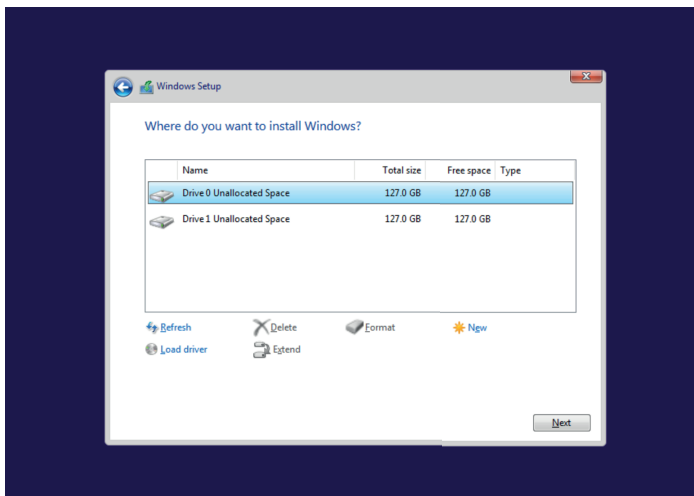 Windows Setup
Where do you want to install Windows?
Name Total size Free space Type
Drive 0 Unallocated Space 127.0 GB 127.0 GB
Drive 1 Unallocated Space 127.0 GB 127.0 GB
Refresh Delete Format New
Load driver Extend
Next